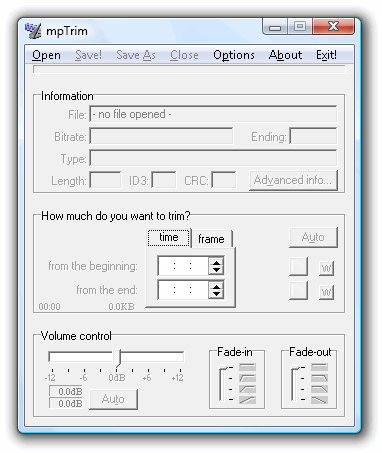 mpTrim
Open Save! Save As Close Options About Exit!
Information
File: - no file opened -
Bitrate: Ending:
Type:
Length: ID3: CRC: Advanced info...
How much do you want to trim?
time frame Auto
from the beginning: : :
from the end: : : w
00:00 0.0KB
Volume control Fade-in Fade-out
-12 -6 0dB +6 +12
0.0dB
0.0dB Auto